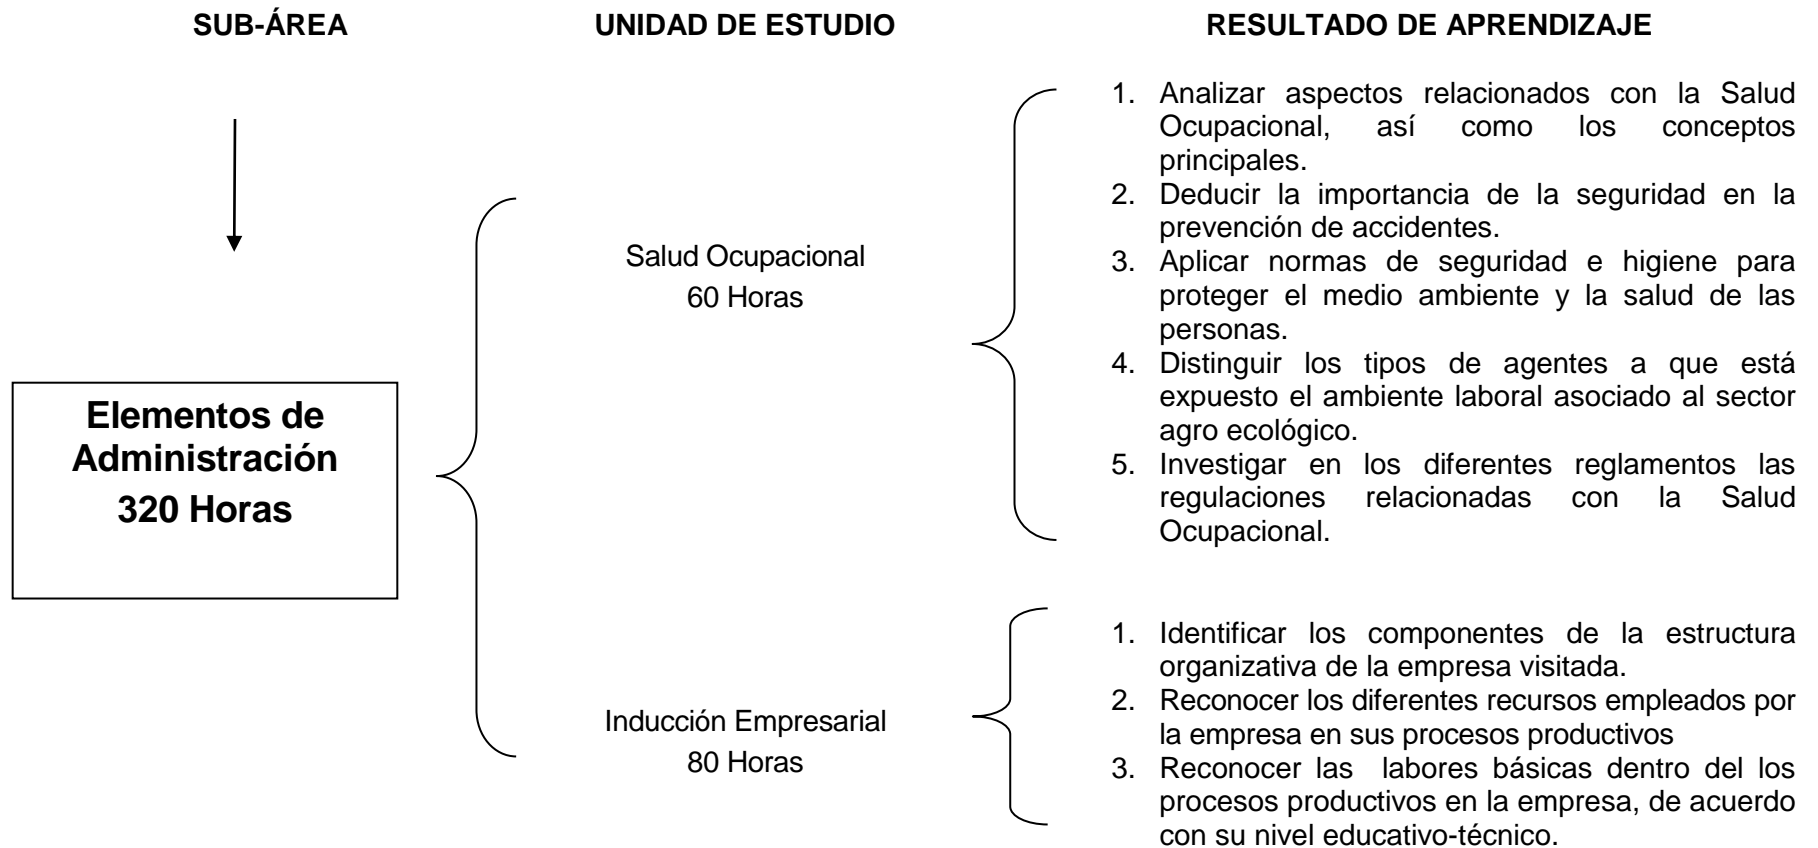 SUB-ÁREA
UNIDAD DE ESTUDIO
RESULTADO DE APRENDIZAJE
Elementos de
Administración
320 Horas
Salud Ocupacional
60 Horas
1. Analizar aspectos relacionados con la Salud
Ocupacional, así como los conceptos
principales.
2. Deducir la importancia de la seguridad en la
prevención de accidentes.
3. Aplicar normas de seguridad e higiene para
proteger el medio ambiente y la salud de las
personas.
4. Distinguir los tipos de agentes a que está
expuesto el ambiente laboral asociado al sector
agro ecológico.
5. Investigar en los diferentes reglamentos las
regulaciones relacionadas con la Salud
Ocupacional.
Inducción Empresarial
80 Horas
1. Identificar los componentes de la estructura
organizativa de la empresa visitada.
2. Reconocer los diferentes recursos empleados por
la empresa en sus procesos productivos
3. Reconocer las labores básicas dentro del los
procesos productivos en la empresa, de acuerdo
con su nivel educativo-técnico.